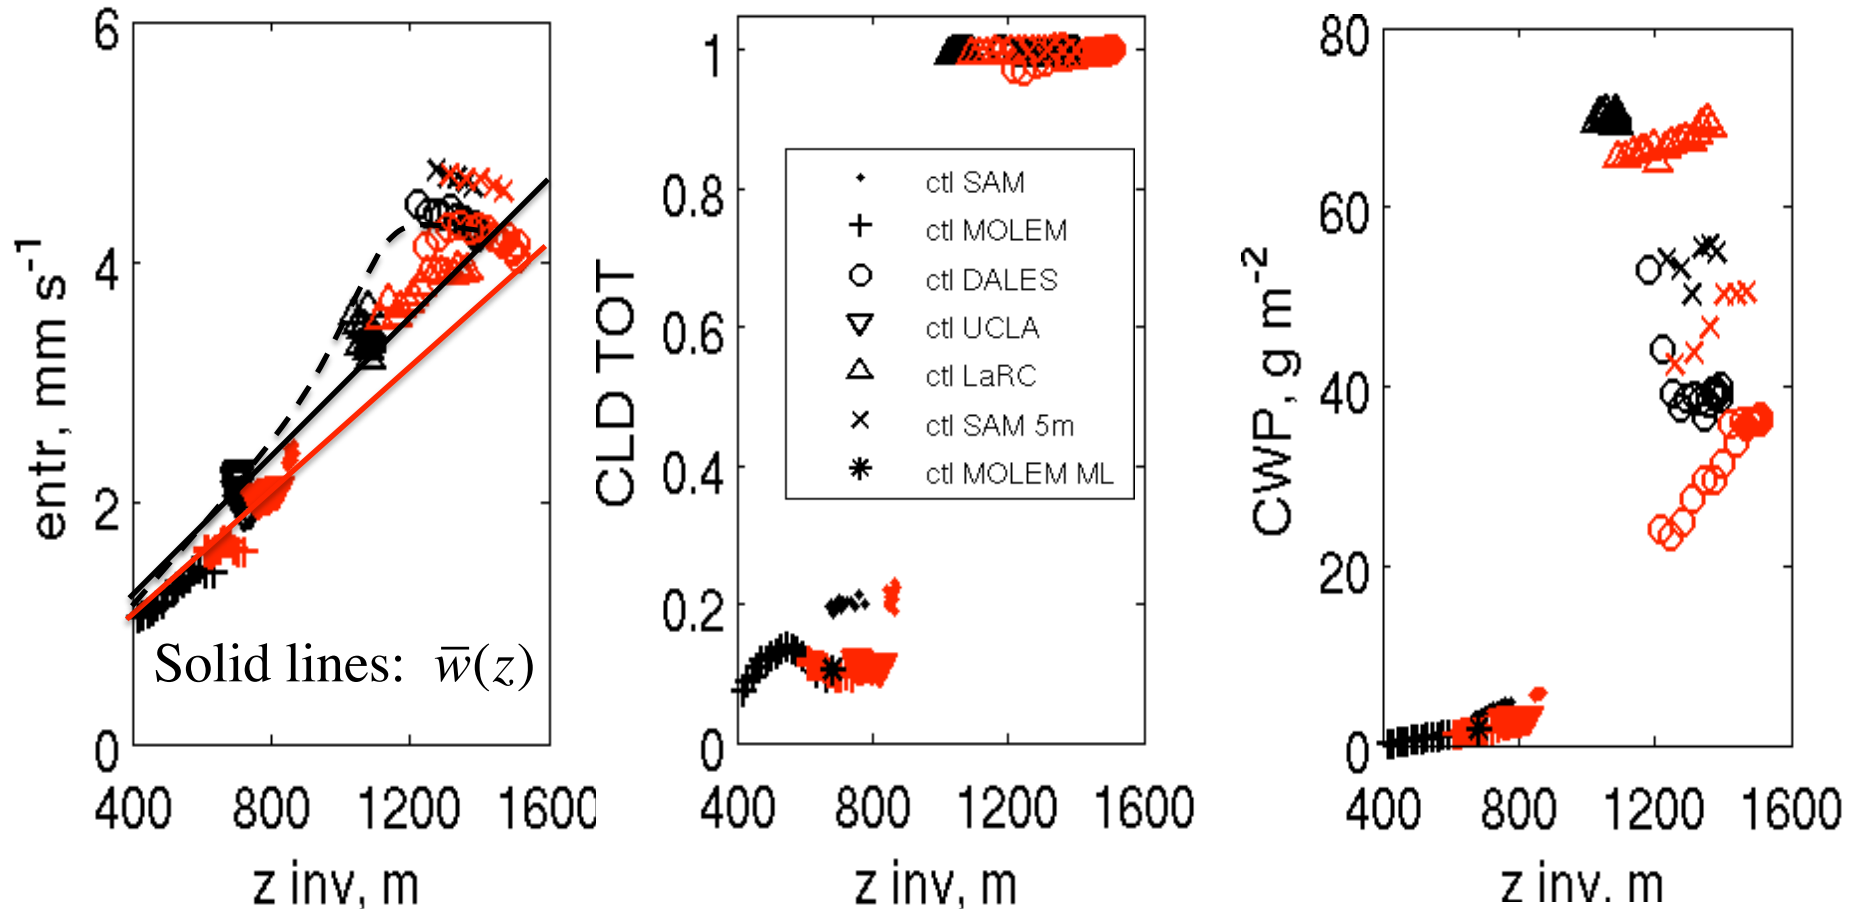 entr, mm s-1
6
4
2
0
400 800 1200 1600
z inv, m
Solid lines: w̅(z)
CLD TOT
1
0.8
0.6
0.4
0.2
0
400 800 1200 1600
z inv, m
ctl SAM
ctl MOLEM
ctl DALES
ctl UCLA
ctl LaRC
ctl SAM 5m
ctl MOLEM ML
CWP, g m-2
80
60
40
20
0
400 800 1200 1600
z inv, m